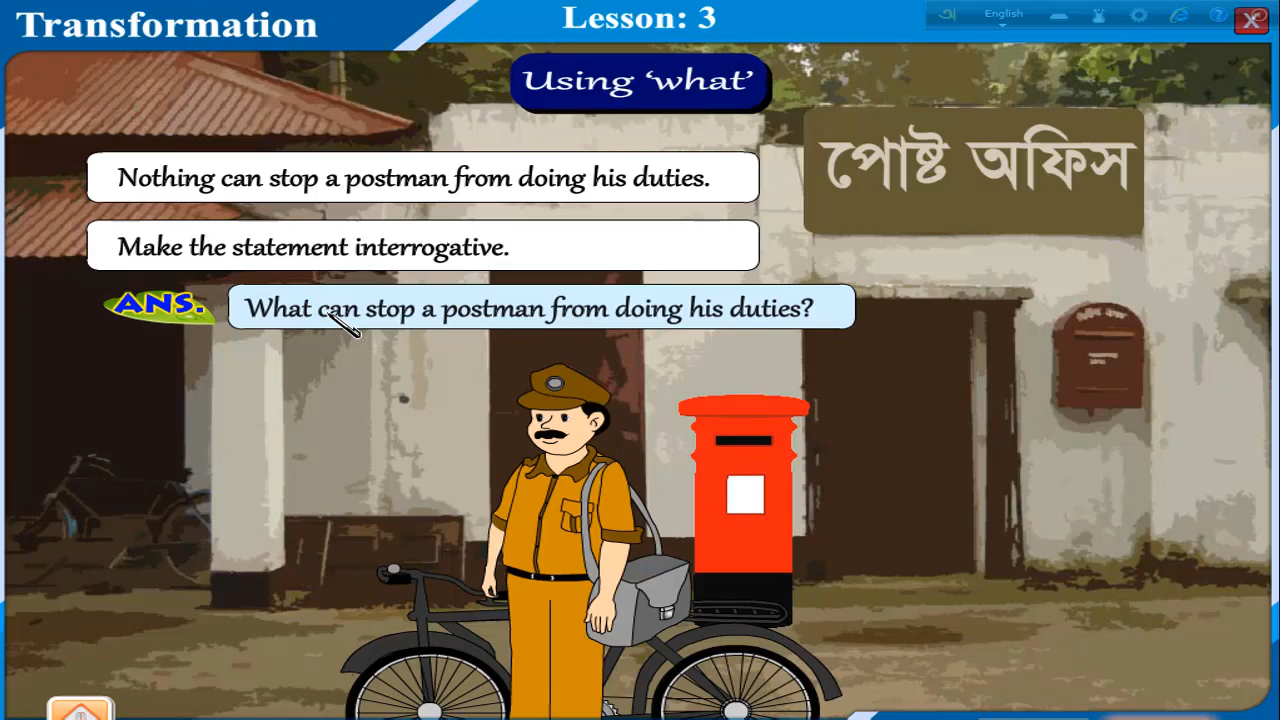 Transformation
Lesson: 3
English
Using ‘what’
পোষ্ট অফিস
Nothing can stop a postman from doing his duties.
Make the statement interrogative.
ANS.
What can stop a postman from doing his duties?